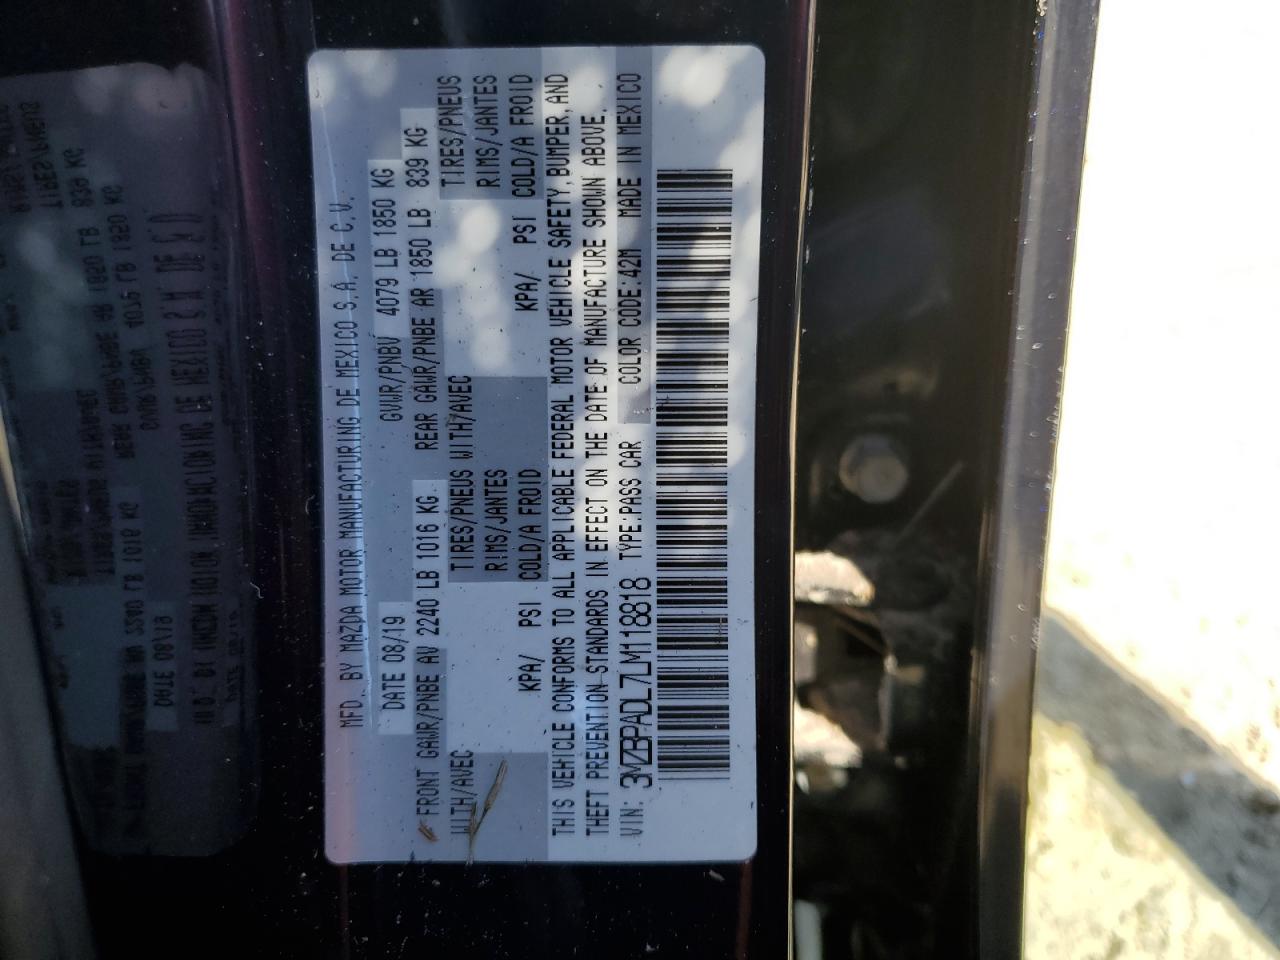 MFD. BY MAZDA MOTOR MANUFACTURING DE MEXICO S.A. DE C.V.
DATE 08/19 GVWR/PNBV 4079 LB 1850 KG
FRONT GAWR/PNBE AV 2240 LB 1016 KG REAR GAWR/PNBE AR 1850 LB 839 KG
WITH/AVEC TIRES/PNEUS WITH/AVEC TIRES/PNEUS
RIMS/JANTES RIMS/JANTES
KPA/ PSI COLD/A FROID KPA/ PSI COLD/A FROID
THIS VEHICLE CONFORMS TO ALL APPLICABLE FEDERAL MOTOR VEHICLE SAFETY, BUMPER, AND
THEFT PREVENTION STANDARDS IN EFFECT ON THE DATE OF MANUFACTURE SHOWN ABOVE.
VIN: 3MZBPADL7LM118818 TYPE:PASS CAR COLOR CODE:42M MADE IN MEXICO